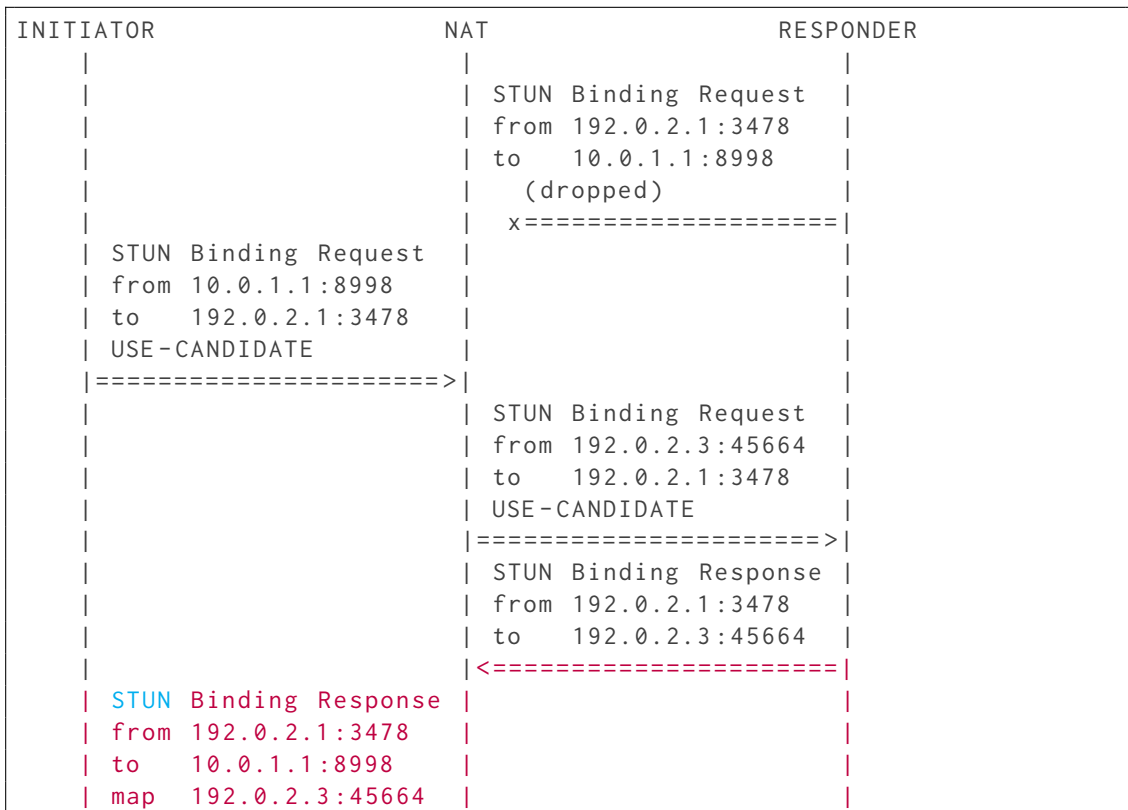 INITIATOR                  NAT                  RESPONDER
    |                       |                       |
    |                       | STUN Binding Request  |
    |                       | from 192.0.2.1:3478   |
    |                       | to   10.0.1.1:8998    |
    |                       |   (dropped)           |
    |                       |  x====================|
    | STUN Binding Request  |                       |
    | from 10.0.1.1:8998    |                       |
    | to   192.0.2.1:3478   |                       |
    | USE-CANDIDATE         |                       |
    |======================>|                       |
    |                       | STUN Binding Request  |
    |                       | from 192.0.2.3:45664  |
    |                       | to   192.0.2.1:3478   |
    |                       | USE-CANDIDATE         |
    |                       |======================>|
    |                       | STUN Binding Response |
    |                       | from 192.0.2.1:3478   |
    |                       | to   192.0.2.3:45664  |
    |                       |<======================|
    | STUN Binding Response |                       |
    | from 192.0.2.1:3478   |                       |
    | to   10.0.1.1:8998    |                       |
    | map  192.0.2.3:45664  |                       |